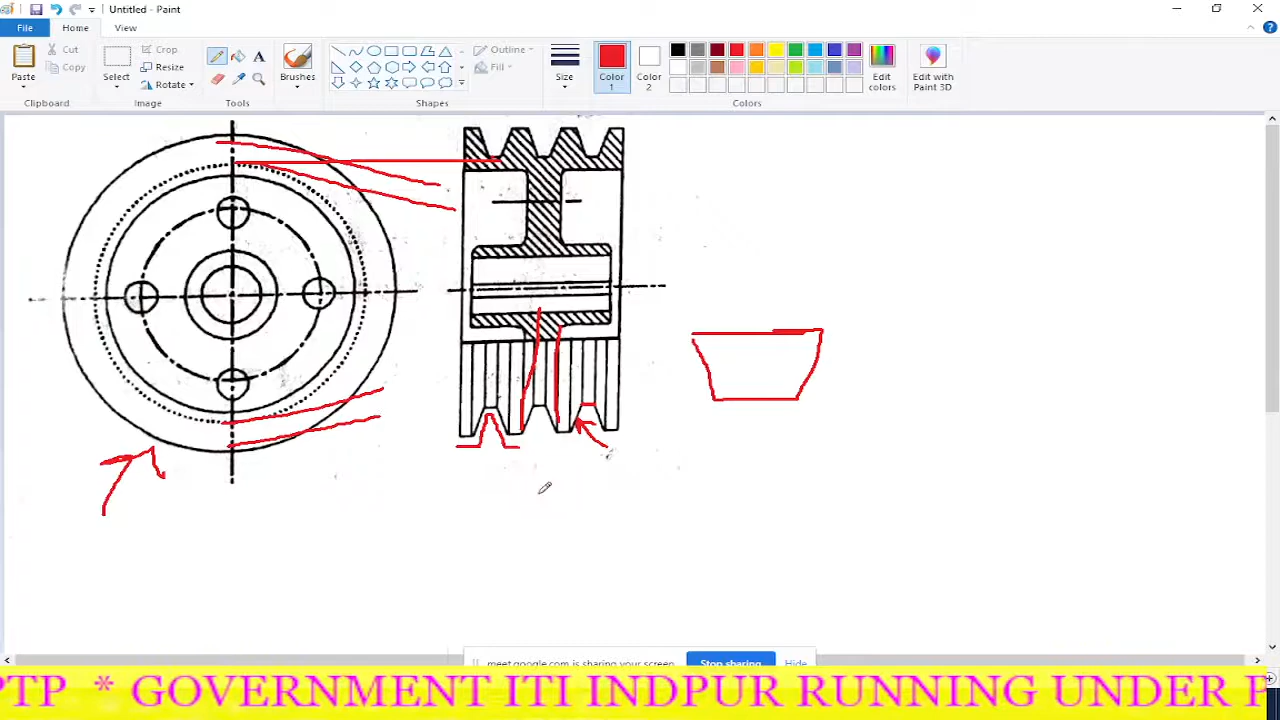 Untitled - Paint
File
Home
View
Paste
Cut
Copy
Clipboard
Select
Crop
Resize
Rotate
Image
A
Tools
Brushes
Shapes
Outline
Fill
Size
Color 1
Color 2
Edit colors
Colors
Edit with Paint 3D
meet.google.com is sharing your screen.
Stop sharing
Hide
PTP * GOVERNMENT ITI INDPUR RUNNING UNDER P